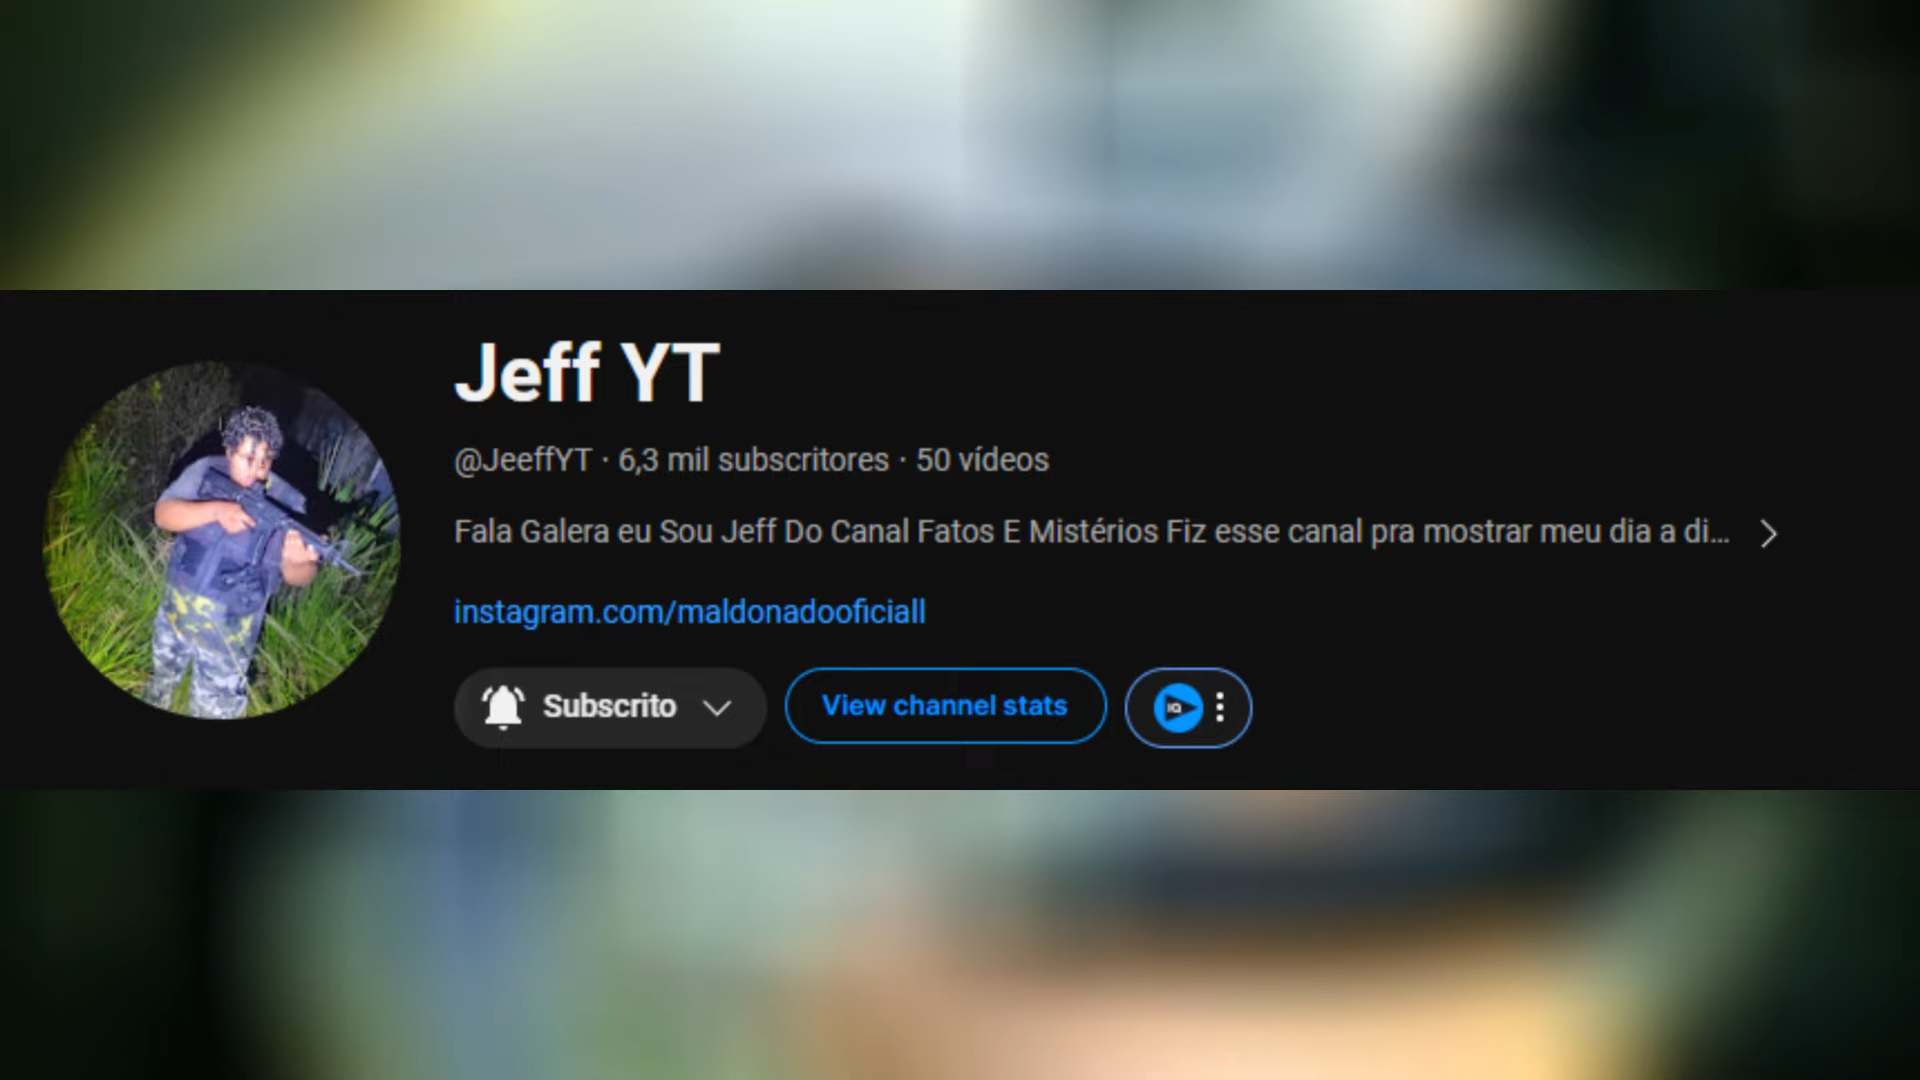 Jeff YT
@JeeffYT · 6,3 mil subscritores · 50 vídeos
Fala Galera eu Sou Jeff Do Canal Fatos E Mistérios Fiz esse canal pra mostrar meu dia a di...
instagram.com/maldonadooficiall
Subscrito
View channel stats
IQ